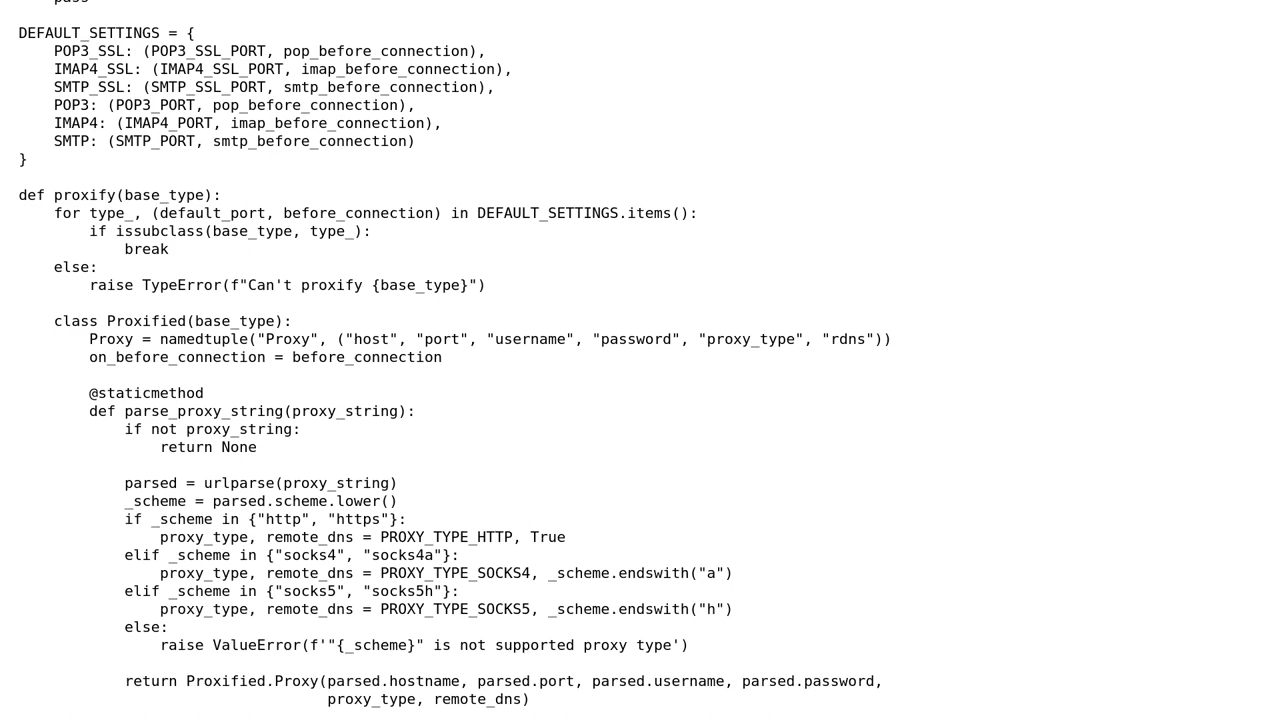 pass
DEFAULT_SETTINGS = {
    POP3_SSL: (POP3_SSL_PORT, pop_before_connection),
    IMAP4_SSL: (IMAP4_SSL_PORT, imap_before_connection),
    SMTP_SSL: (SMTP_SSL_PORT, smtp_before_connection),
    POP3: (POP3_PORT, pop_before_connection),
    IMAP4: (IMAP4_PORT, imap_before_connection),
    SMTP: (SMTP_PORT, smtp_before_connection)
}
def proxify(base_type):
    for type_, (default_port, before_connection) in DEFAULT_SETTINGS.items():
        if issubclass(base_type, type_):
            break
    else:
        raise TypeError(f"Can't proxify {base_type}")
    class Proxified(base_type):
        Proxy = namedtuple("Proxy", ("host", "port", "username", "password", "proxy_type", "rdns"))
        on_before_connection = before_connection
        @staticmethod
        def parse_proxy_string(proxy_string):
            if not proxy_string:
                return None
            parsed = urlparse(proxy_string)
            _scheme = parsed.scheme.lower()
            if _scheme in {"http", "https"}:
                proxy_type, remote_dns = PROXY_TYPE_HTTP, True
            elif _scheme in {"socks4", "socks4a"}:
                proxy_type, remote_dns = PROXY_TYPE_SOCKS4, _scheme.endswith("a")
            elif _scheme in {"socks5", "socks5h"}:
                proxy_type, remote_dns = PROXY_TYPE_SOCKS5, _scheme.endswith("h")
            else:
                raise ValueError(f'"{_scheme}" is not supported proxy type')
            return Proxified.Proxy(parsed.hostname, parsed.port, parsed.username, parsed.password,
                                   proxy_type, remote_dns)